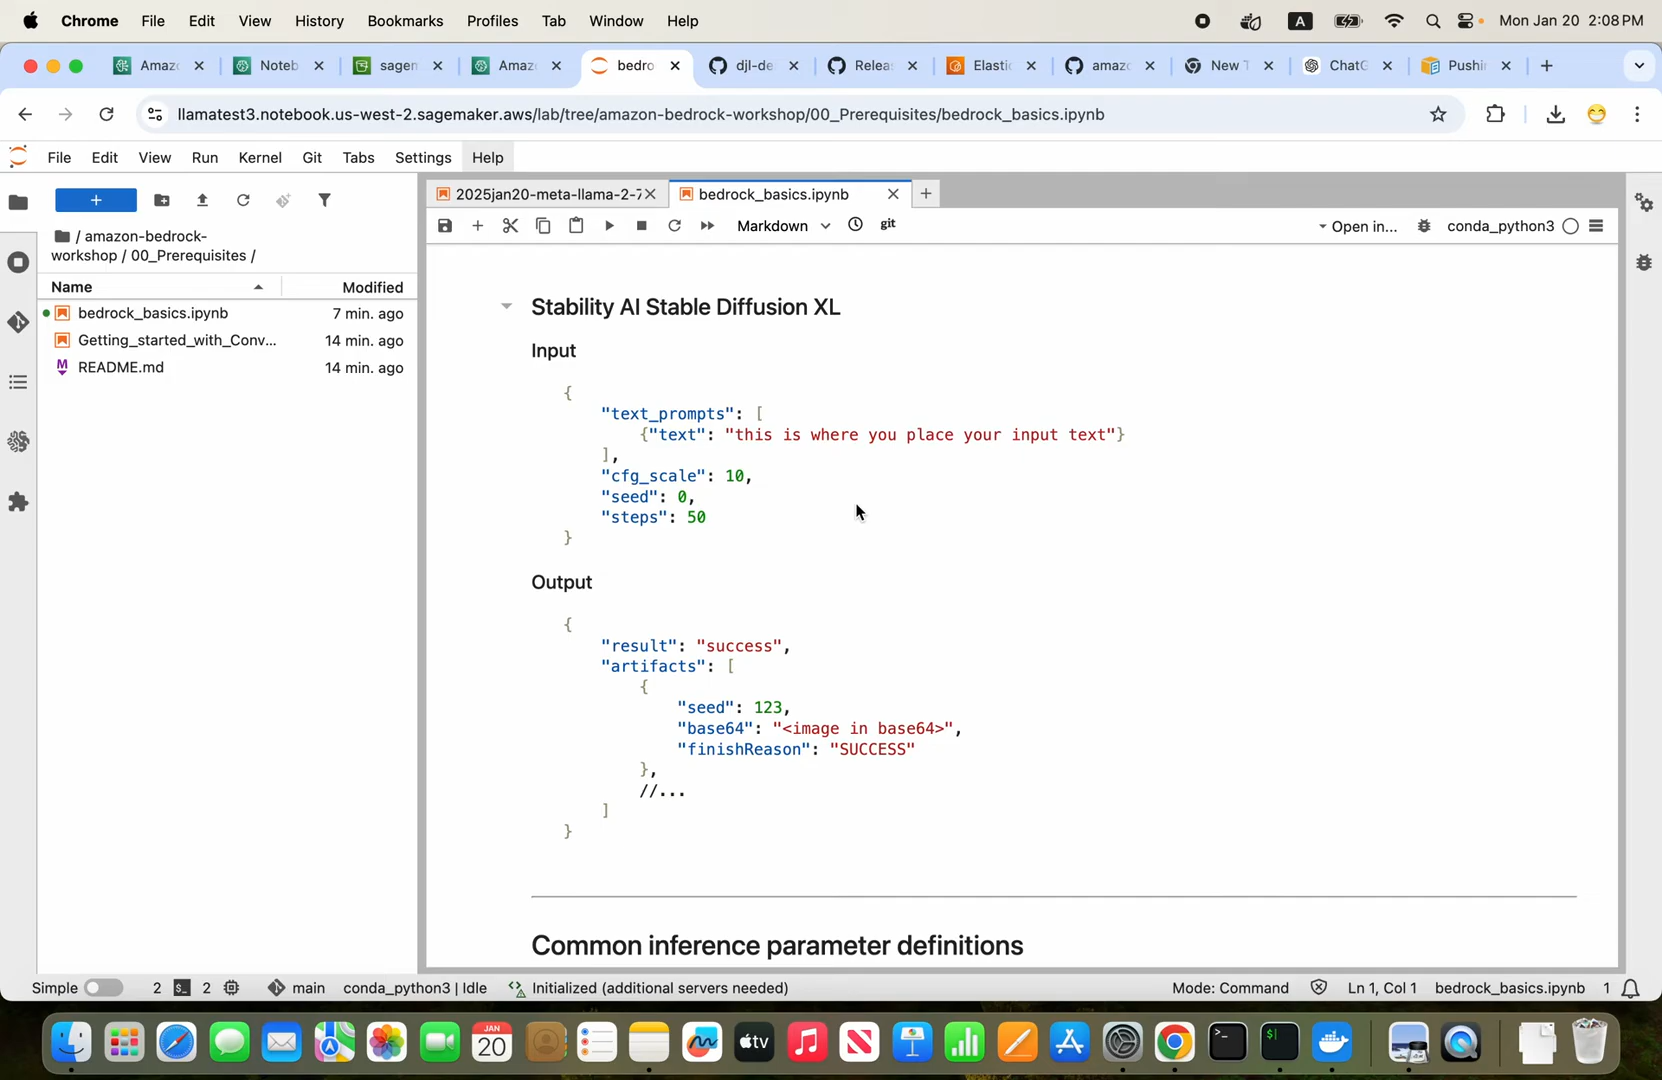 Chrome File Edit View History Bookmarks Profiles Tab Window Help A Mon Jan 20 2:08 PM
Amaz Noteb sagem Amaz bedro djl-de Relea Elasti amaz New T ChatG Pushi
llamatest3.notebook.us-west-2.sagemaker.aws/lab/tree/amazon-bedrock-workshop/00_Prerequisites/bedrock_basics.ipynb
File Edit View Run Kernel Git Tabs Settings Help
2025jan20-meta-llama-2-7 bedrock_basics.ipynb
Markdown git Open in... conda_python3
/ amazon-bedrock-
workshop / 00_Prerequisites /
Name Modified
bedrock_basics.ipynb 7 min. ago
Getting_started_with_Conv... 14 min. ago
README.md 14 min. ago
Stability AI Stable Diffusion XL
Input
{
"text_prompts": [
{"text": "this is where you place your input text"}
],
"cfg_scale": 10,
"seed": 0,
"steps": 50
}
Output
{
"result": "success",
"artifacts": [
{
"seed": 123,
"base64": "<image in base64>",
"finishReason": "SUCCESS"
},
//...
]
}
Common inference parameter definitions
Simple 2 $_ 2 main conda_python3 | Idle Initialized (additional servers needed) Mode: Command Ln 1, Col 1 bedrock_basics.ipynb 1
JAN
20
tv